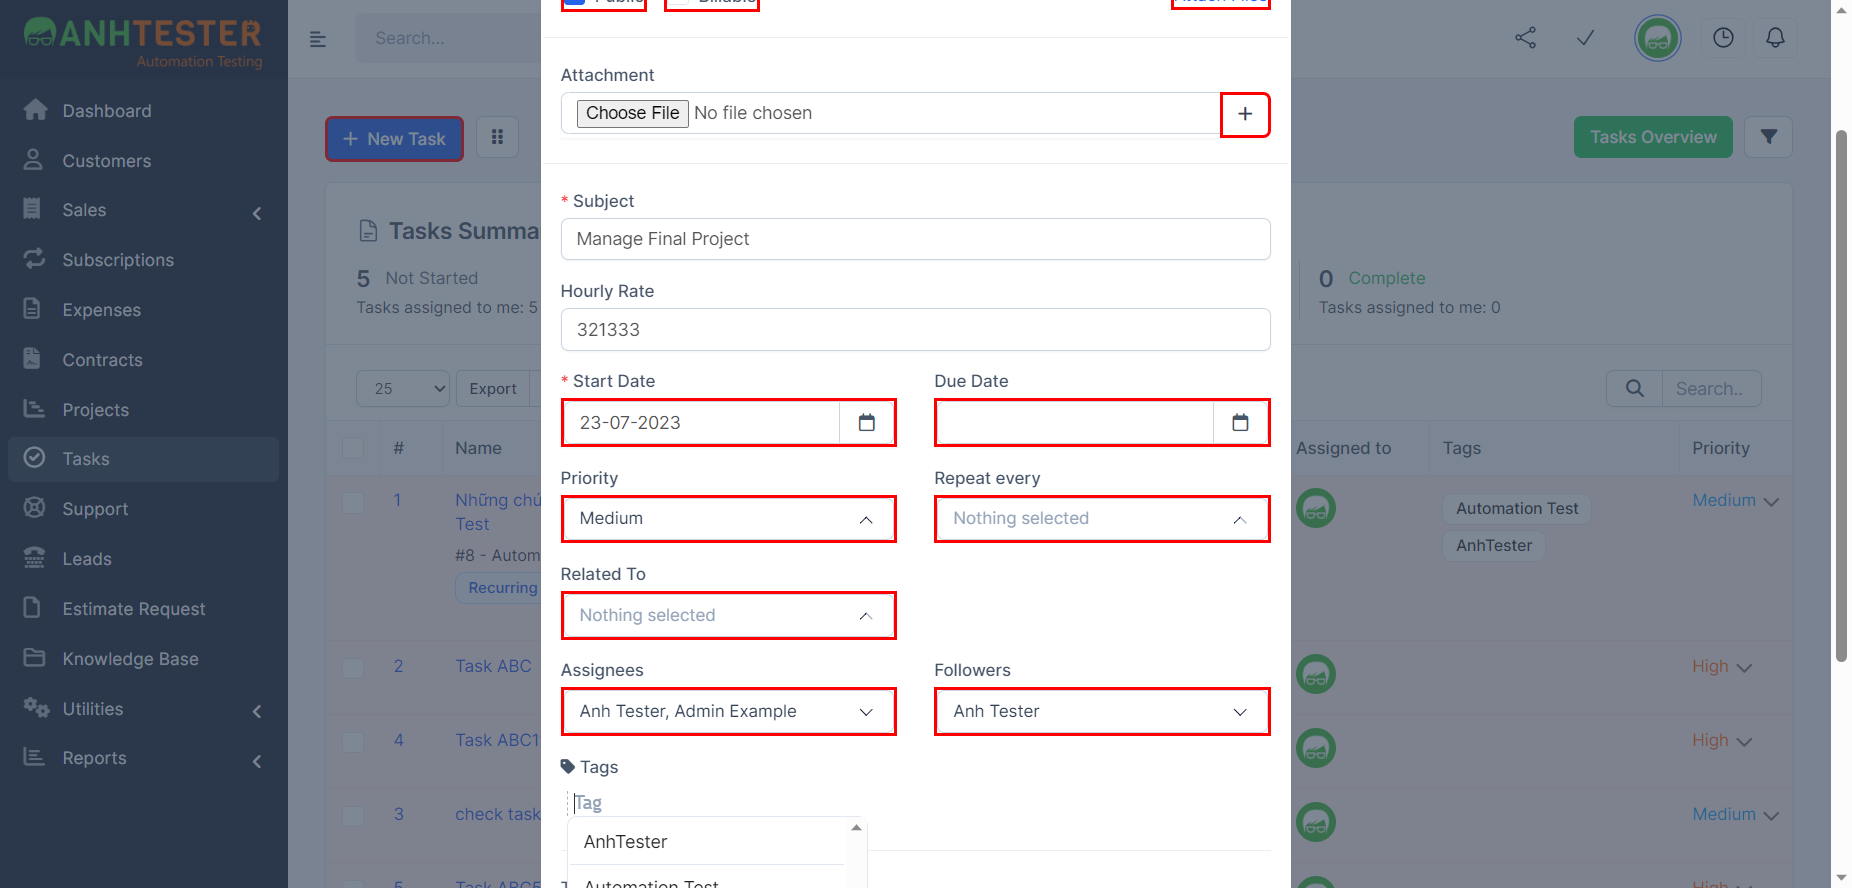 ANHTESTER
Automation Testing
Dashboard
Customers
Sales
Subscriptions
Expenses
Contracts
Projects
Tasks
Support
Leads
Estimate Request
Knowledge Base
Utilities
Reports
Search...
New Task
Tasks Overview
Tasks Summa
5 Not Started
Tasks assigned to me: 5
0 Complete
Tasks assigned to me: 0
25
Export
Search..
# Name
Assigned to Tags Priority
1 Những chú
Test
#8 - Autom
Recurring
Automation Test
AnhTester
Medium
2 Task ABC High
4 Task ABC1 High
3 check task Medium
5 Task ABC5 High
Public Billable Attach Files
Attachment
Choose File No file chosen
* Subject
Manage Final Project
Hourly Rate
321333
* Start Date Due Date
23-07-2023
Priority Repeat every
Medium Nothing selected
Related To
Nothing selected
Assignees Followers
Anh Tester, Admin Example Anh Tester
Tags
Tag
AnhTester
Automation Test